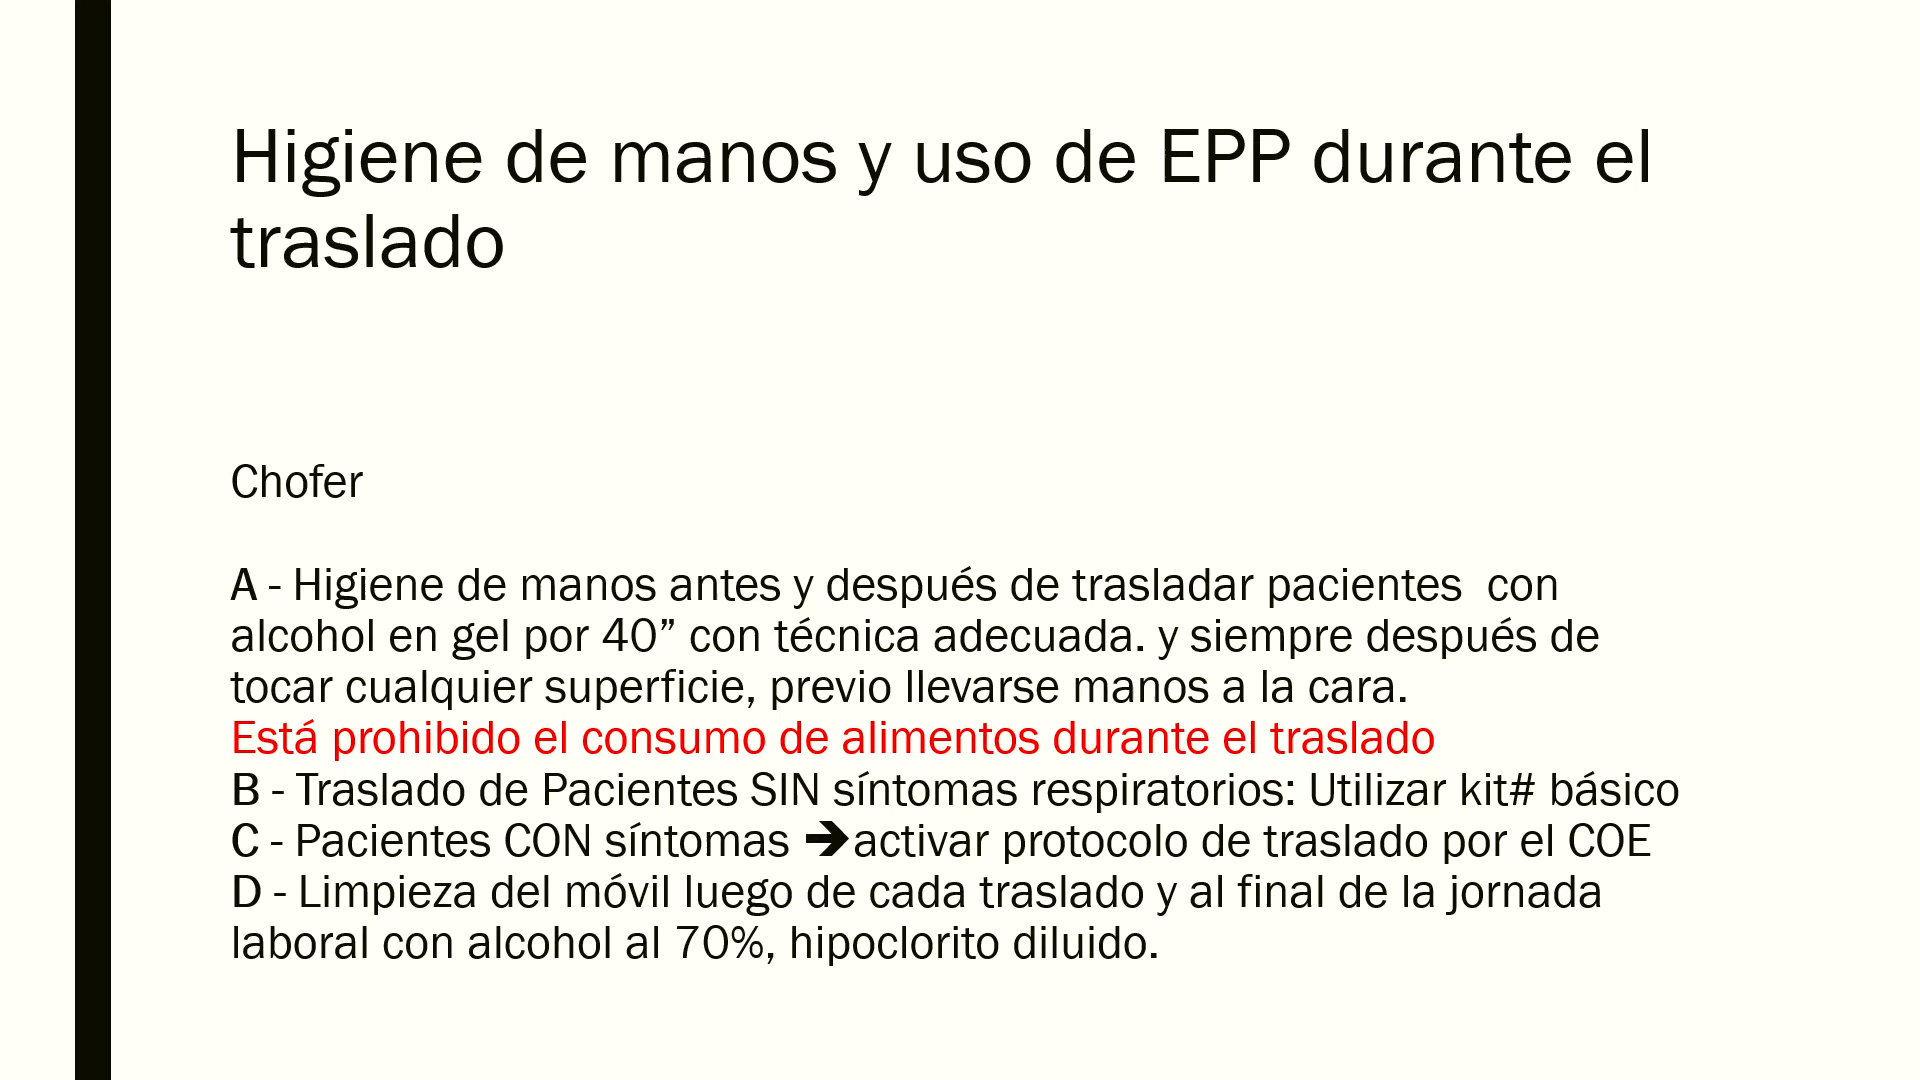 Higiene de manos y uso de EPP durante el
traslado
Chofer
A - Higiene de manos antes y después de trasladar pacientes  con
alcohol en gel por 40” con técnica adecuada. y siempre después de
tocar cualquier superficie, previo llevarse manos a la cara.
Está prohibido el consumo de alimentos durante el traslado
B - Traslado de Pacientes SIN síntomas respiratorios: Utilizar kit# básico
C - Pacientes CON síntomas ➔activar protocolo de traslado por el COE
D - Limpieza del móvil luego de cada traslado y al final de la jornada
laboral con alcohol al 70%, hipoclorito diluido.